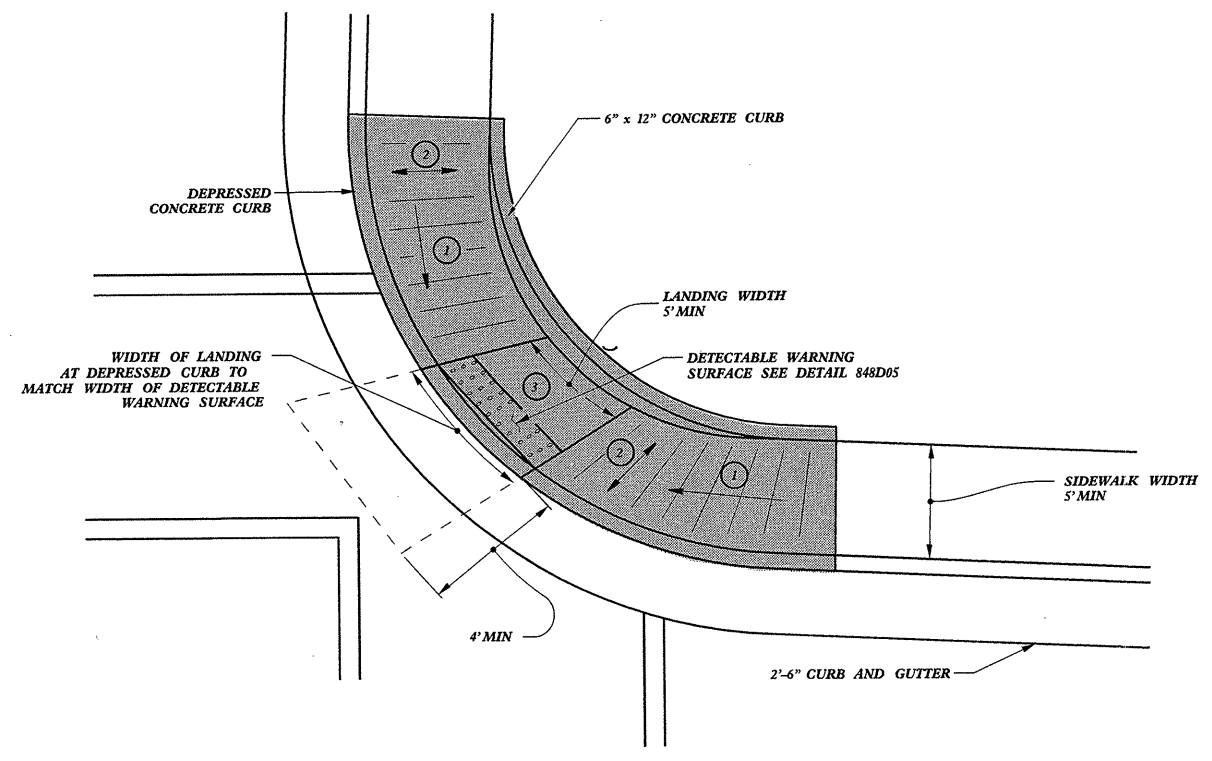 6" x 12" CONCRETE CURB
2
DEPRESSED
CONCRETE CURB
1
LANDING WIDTH
5' MIN
WIDTH OF LANDING
AT DEPRESSED CURB TO
MATCH WIDTH OF DETECTABLE
WARNING SURFACE
DETECTABLE WARNING
SURFACE SEE DETAIL 848D05
3
2
1
SIDEWALK WIDTH
5' MIN
4' MIN
2'-6" CURB AND GUTTER